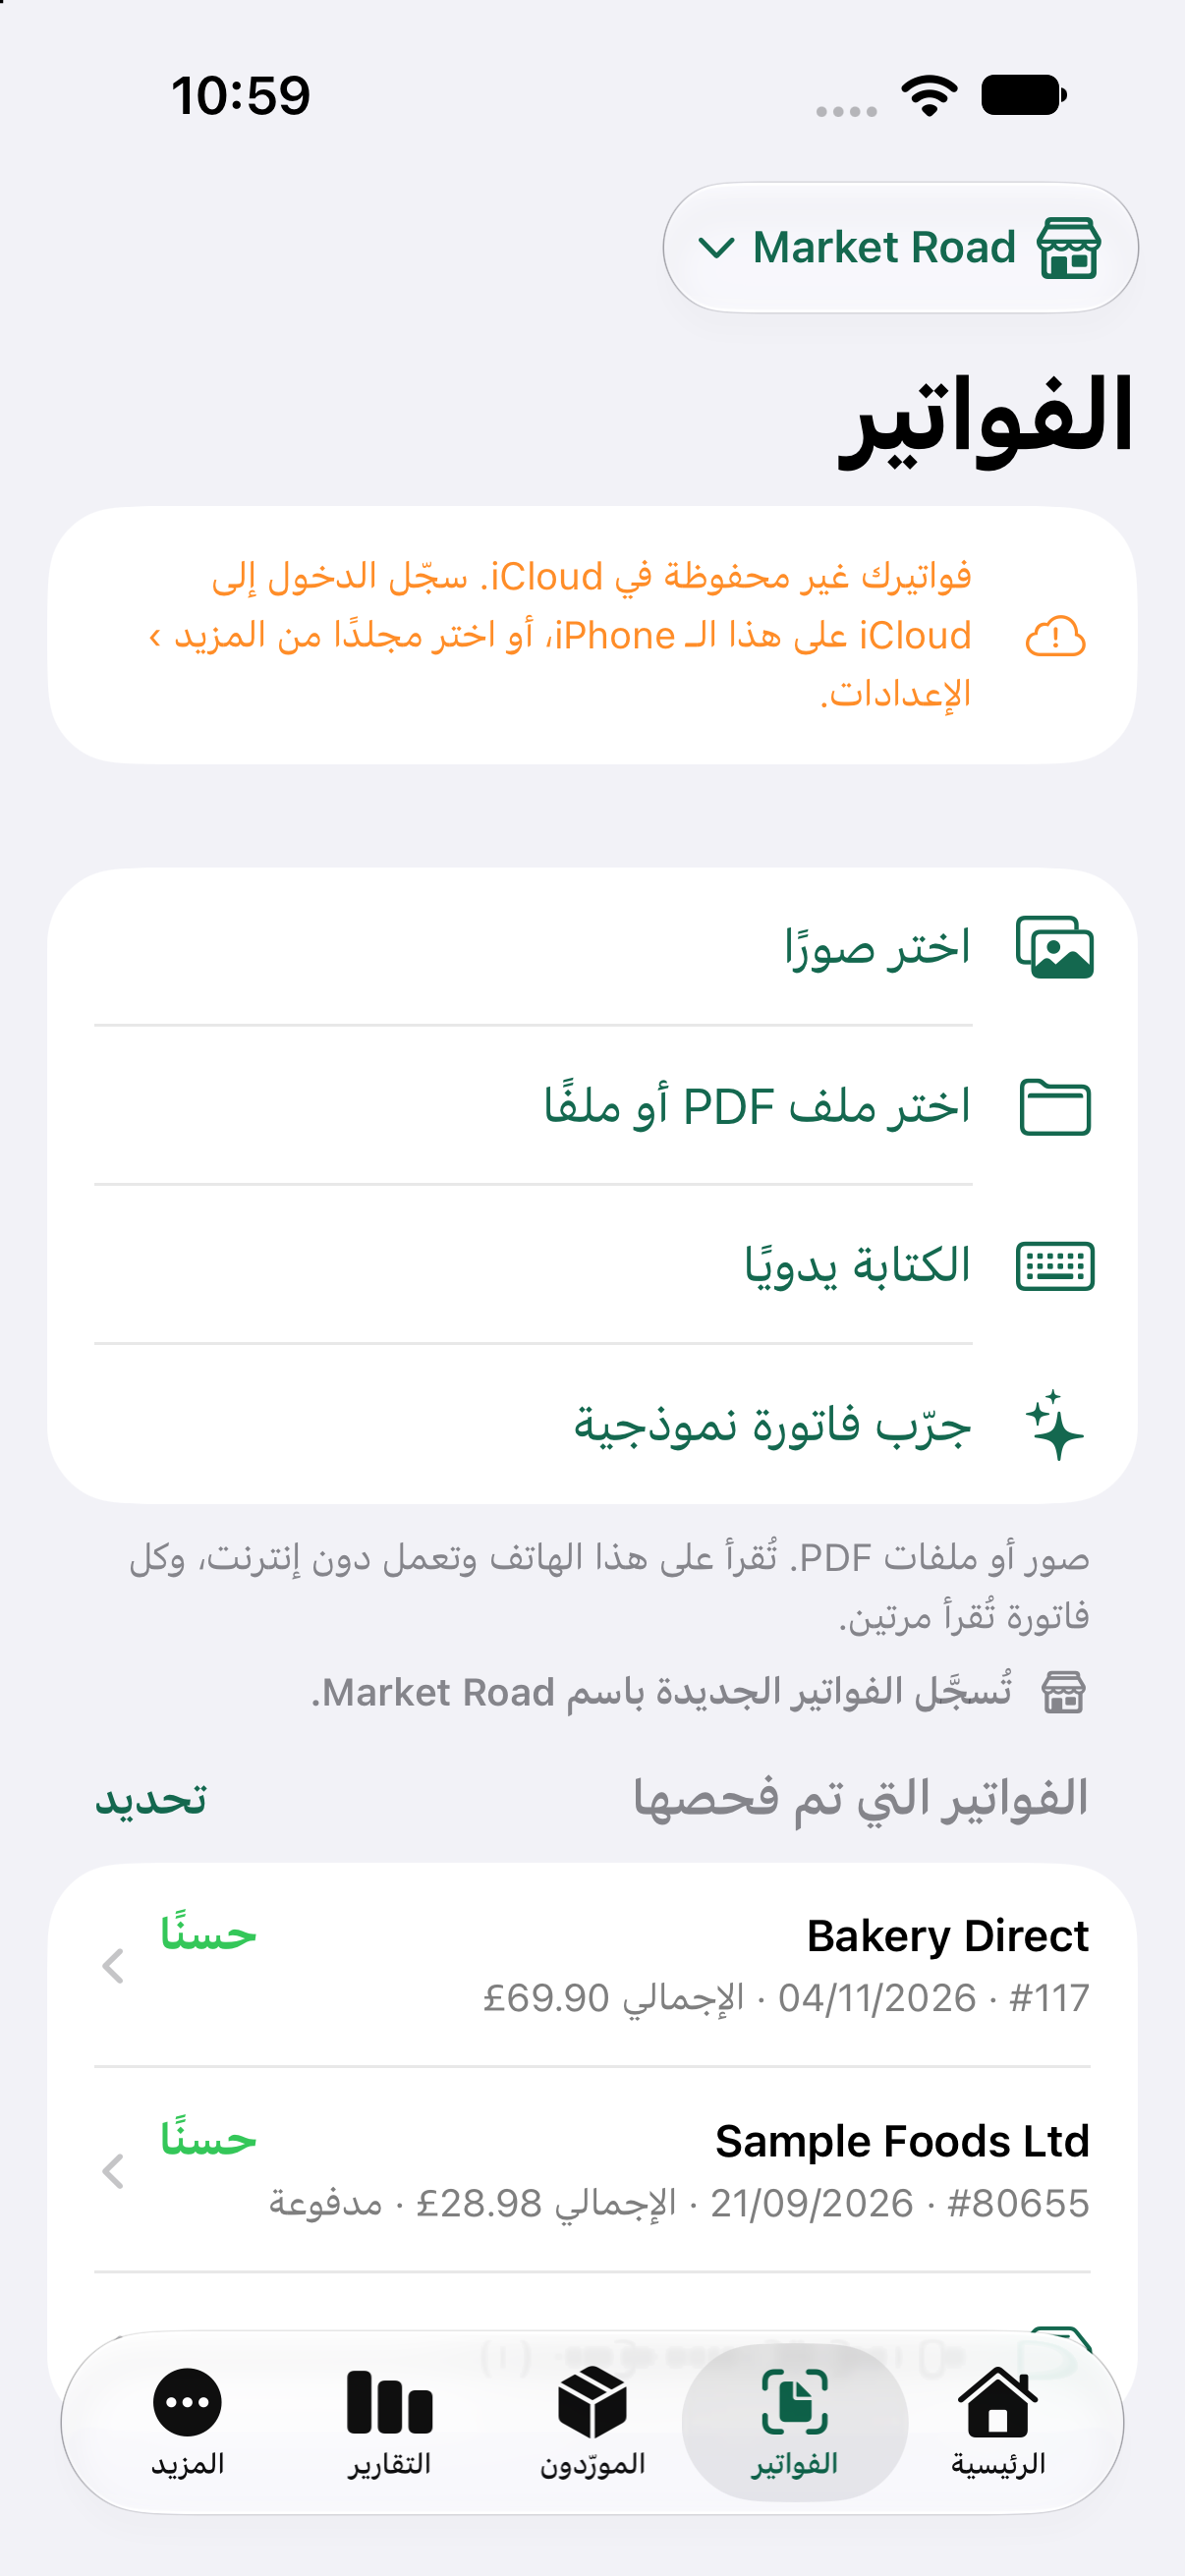 10:59
Market Road
الفواتير
فواتيرك غير محفوظة في iCloud. سجّل الدخول إلى
iCloud على هذا الـ iPhone، أو اختر مجلدًا من المزيد ›
الإعدادات.
اختر صورًا
اختر ملف PDF أو ملفًا
الكتابة يدويًا
جرّب فاتورة نموذجية
صور أو ملفات PDF. تُقرأ على هذا الهاتف وتعمل دون إنترنت، وكل
فاتورة تُقرأ مرتين.
تُسجَّل الفواتير الجديدة باسم Market Road.
الفواتير التي تم فحصها
تحديد
Bakery Direct
حسنًا
#117 · 04/11/2026 · الإجمالي £69.90
Sample Foods Ltd
حسنًا
#80655 · 21/09/2026 · الإجمالي £28.98 · مدفوعة
الرئيسية
الفواتير
المورّدون
التقارير
المزيد